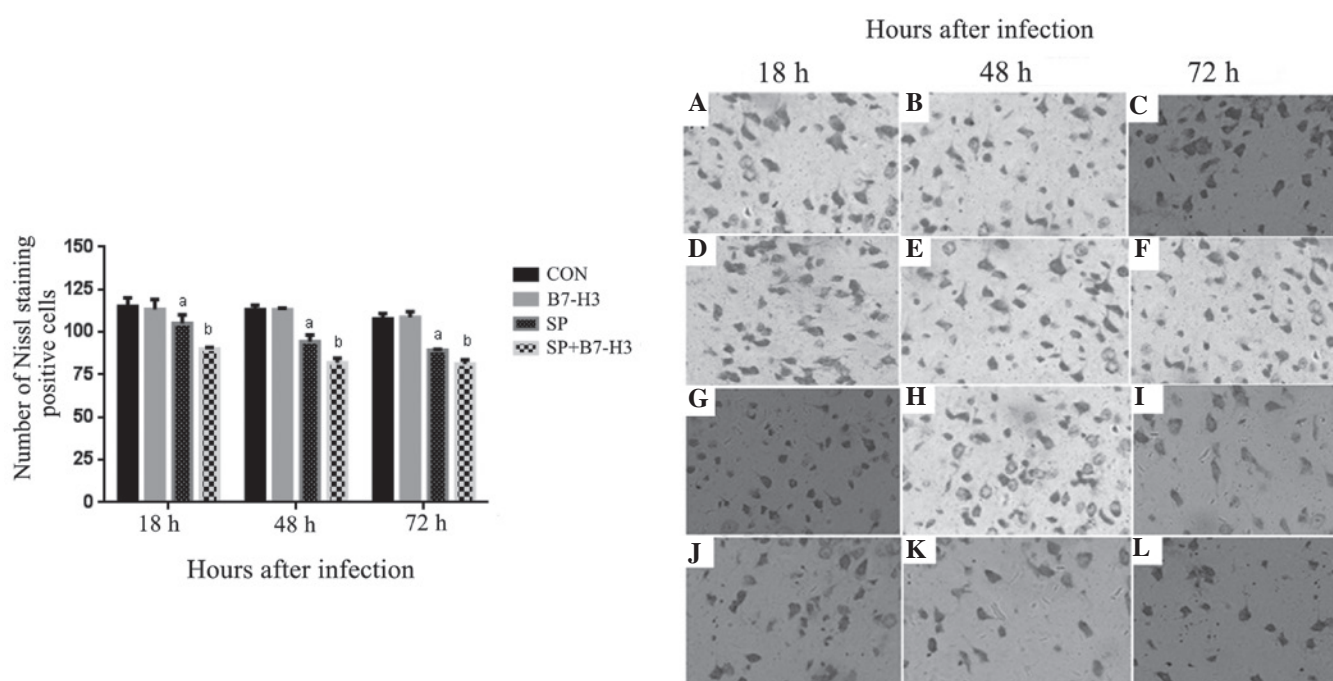 Number of Nissl staining
positive cells
150
125
100
75
50
25
0
a
b
a
b
a
b
18 h
48 h
72 h
Hours after infection
CON
B7-H3
SP
SP+B7-H3
Hours after infection
18 h
48 h
72 h
A
B
C
D
E
F
G
H
I
J
K
L